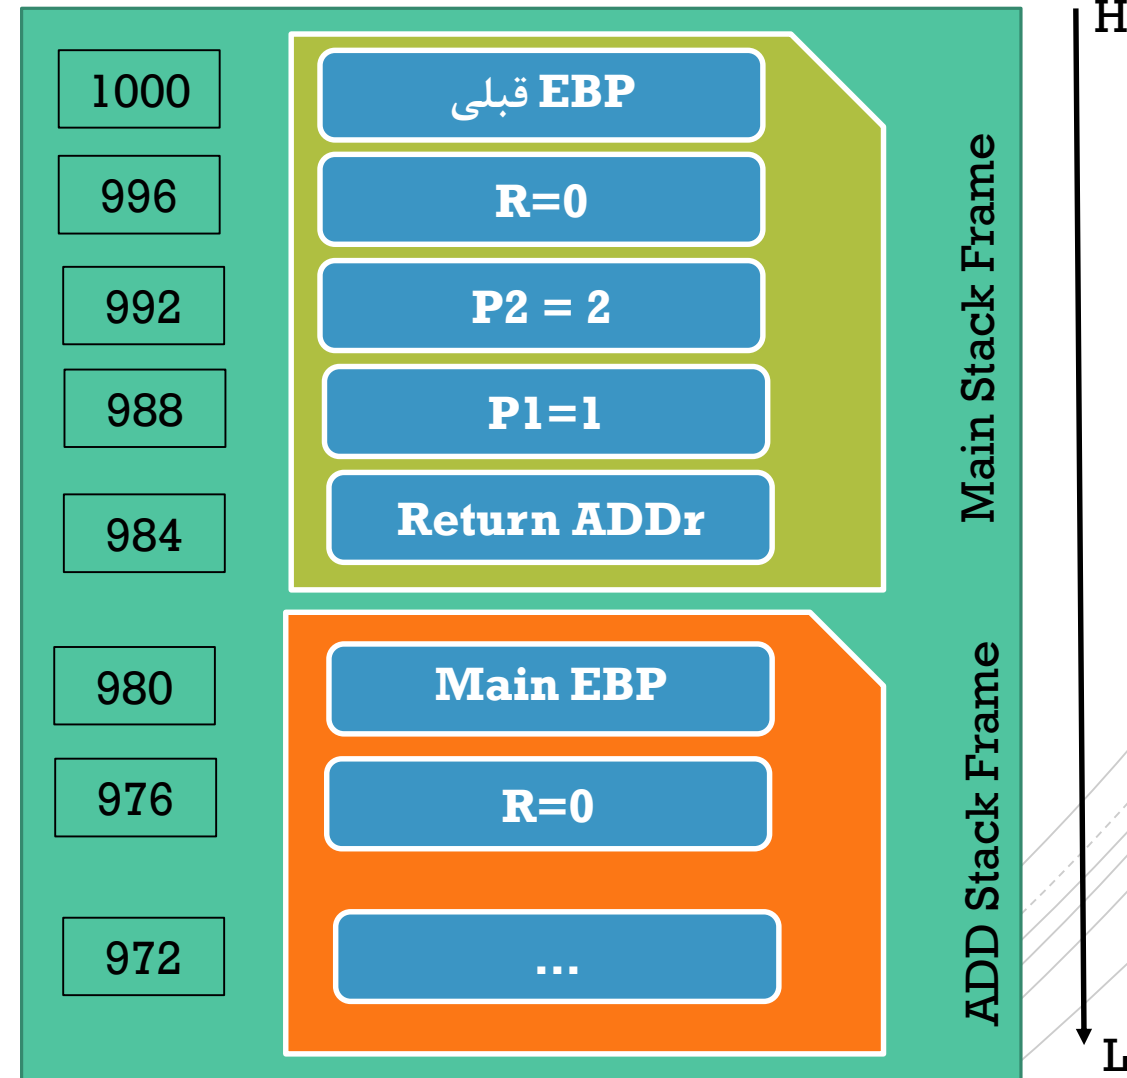 H
1000
EBP قبلی
996
R=0
992
P2 = 2
988
P1=1
984
Return ADDr
Main Stack Frame
980
Main EBP
976
R=0
972
...
ADD Stack Frame
L